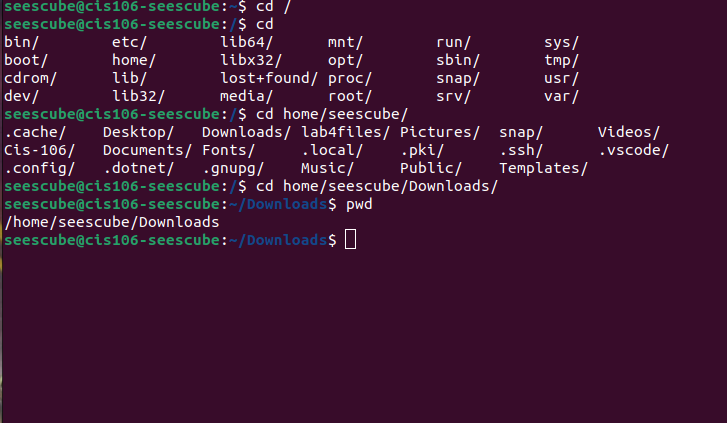 seescube@cis106-seescube:~$ cd /
seescube@cis106-seescube:/$ cd
bin/ etc/ lib64/ mnt/ run/ sys/
boot/ home/ libx32/ opt/ sbin/ tmp/
cdrom/ lib/ lost+found/ proc/ snap/ usr/
dev/ lib32/ media/ root/ srv/ var/
seescube@cis106-seescube:/$ cd home/seescube/
.cache/ Desktop/ Downloads/ lab4files/ Pictures/ snap/ Videos/
Cis-106/ Documents/ Fonts/ .local/ .pki/ .ssh/ .vscode/
.config/ .dotnet/ .gnupg/ Music/ Public/ Templates/
seescube@cis106-seescube:/$ cd home/seescube/Downloads/
seescube@cis106-seescube:~/Downloads$ pwd
/home/seescube/Downloads
seescube@cis106-seescube:~/Downloads$